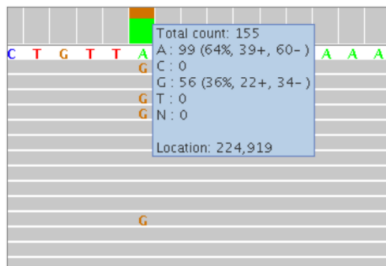 Total count: 155
C T G T T A A A A
A : 99 (64%, 39+, 60- )
C : 0
G : 56 (36%, 22+, 34- )
T : 0
N : 0
Location: 224,919
G
G
G
G